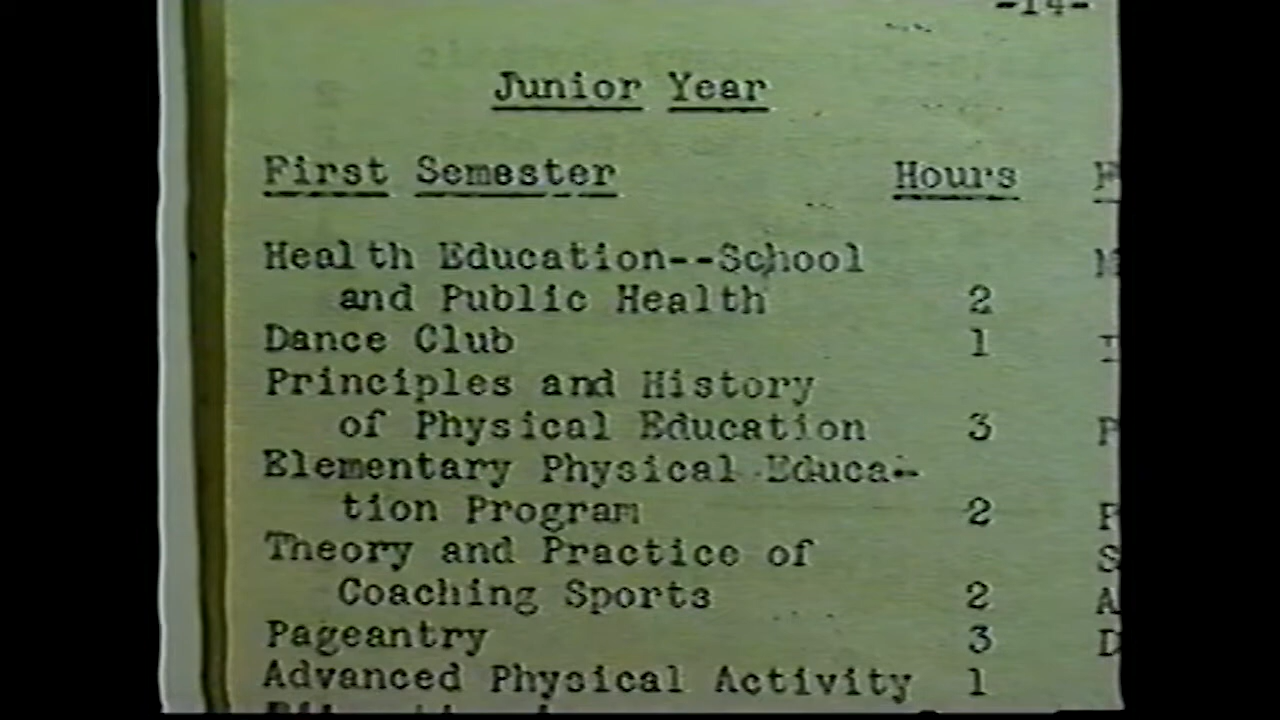 -14-
Junior Year
First Semester Hours
Health Education--School
and Public Health 2
Dance Club 1
Principles and History
of Physical Education 3
Elementary Physical Educa-
tion Program 2
Theory and Practice of
Coaching Sports 2
Pageantry 3
Advanced Physical Activity 1